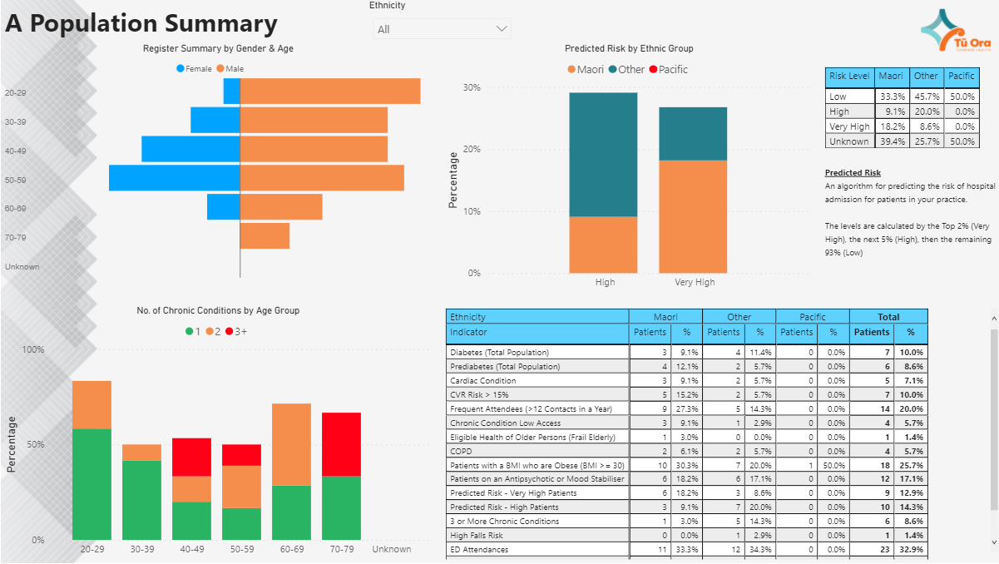 A Population Summary
Ethnicity
All
Tū Ora
COMPASS HEALTH
Register Summary by Gender & Age
Female Male
20-29
30-39
40-49
50-59
60-69
70-79
Unknown
Predicted Risk by Ethnic Group
Maori Other Pacific
30%
20%
10%
0%
Percentage
High Very High
Risk Level Maori Other Pacific
Low 33.3% 45.7% 50.0%
High 9.1% 20.0% 0.0%
Very High 18.2% 8.6% 0.0%
Unknown 39.4% 25.7% 50.0%
Predicted Risk
An algorithm for predicting the risk of hospital
admission for patients in your practice.
The levels are calculated by the Top 2% (Very
High), the next 5% (High), then the remaining
93% (Low)
No. of Chronic Conditions by Age Group
1 2 3+
100%
50%
0%
Percentage
20-29 30-39 40-49 50-59 60-69 70-79 Unknown
Ethnicity Maori Other Pacific Total
Indicator Patients % Patients % Patients % Patients %
Diabetes (Total Population) 3 9.1% 4 11.4% 0 0.0% 7 10.0%
Prediabetes (Total Population) 4 12.1% 2 5.7% 0 0.0% 6 8.6%
Cardiac Condition 3 9.1% 2 5.7% 0 0.0% 5 7.1%
CVR Risk > 15% 5 15.2% 2 5.7% 0 0.0% 7 10.0%
Frequent Attendees (>12 Contacts in a Year) 9 27.3% 5 14.3% 0 0.0% 14 20.0%
Chronic Condition Low Access 3 9.1% 1 2.9% 0 0.0% 4 5.7%
Eligible Health of Older Persons (Frail Elderly) 1 3.0% 0 0.0% 0 0.0% 1 1.4%
COPD 2 6.1% 2 5.7% 0 0.0% 4 5.7%
Patients with a BMI who are Obese (BMI >= 30) 10 30.3% 7 20.0% 1 50.0% 18 25.7%
Patients on an Antipsychotic or Mood Stabiliser 6 18.2% 6 17.1% 0 0.0% 12 17.1%
Predicted Risk - Very High Patients 6 18.2% 3 8.6% 0 0.0% 9 12.9%
Predicted Risk - High Patients 3 9.1% 7 20.0% 0 0.0% 10 14.3%
3 or More Chronic Conditions 1 3.0% 5 14.3% 0 0.0% 6 8.6%
High Falls Risk 0 0.0% 1 2.9% 0 0.0% 1 1.4%
ED Attendances 11 33.3% 12 34.3% 0 0.0% 23 32.9%